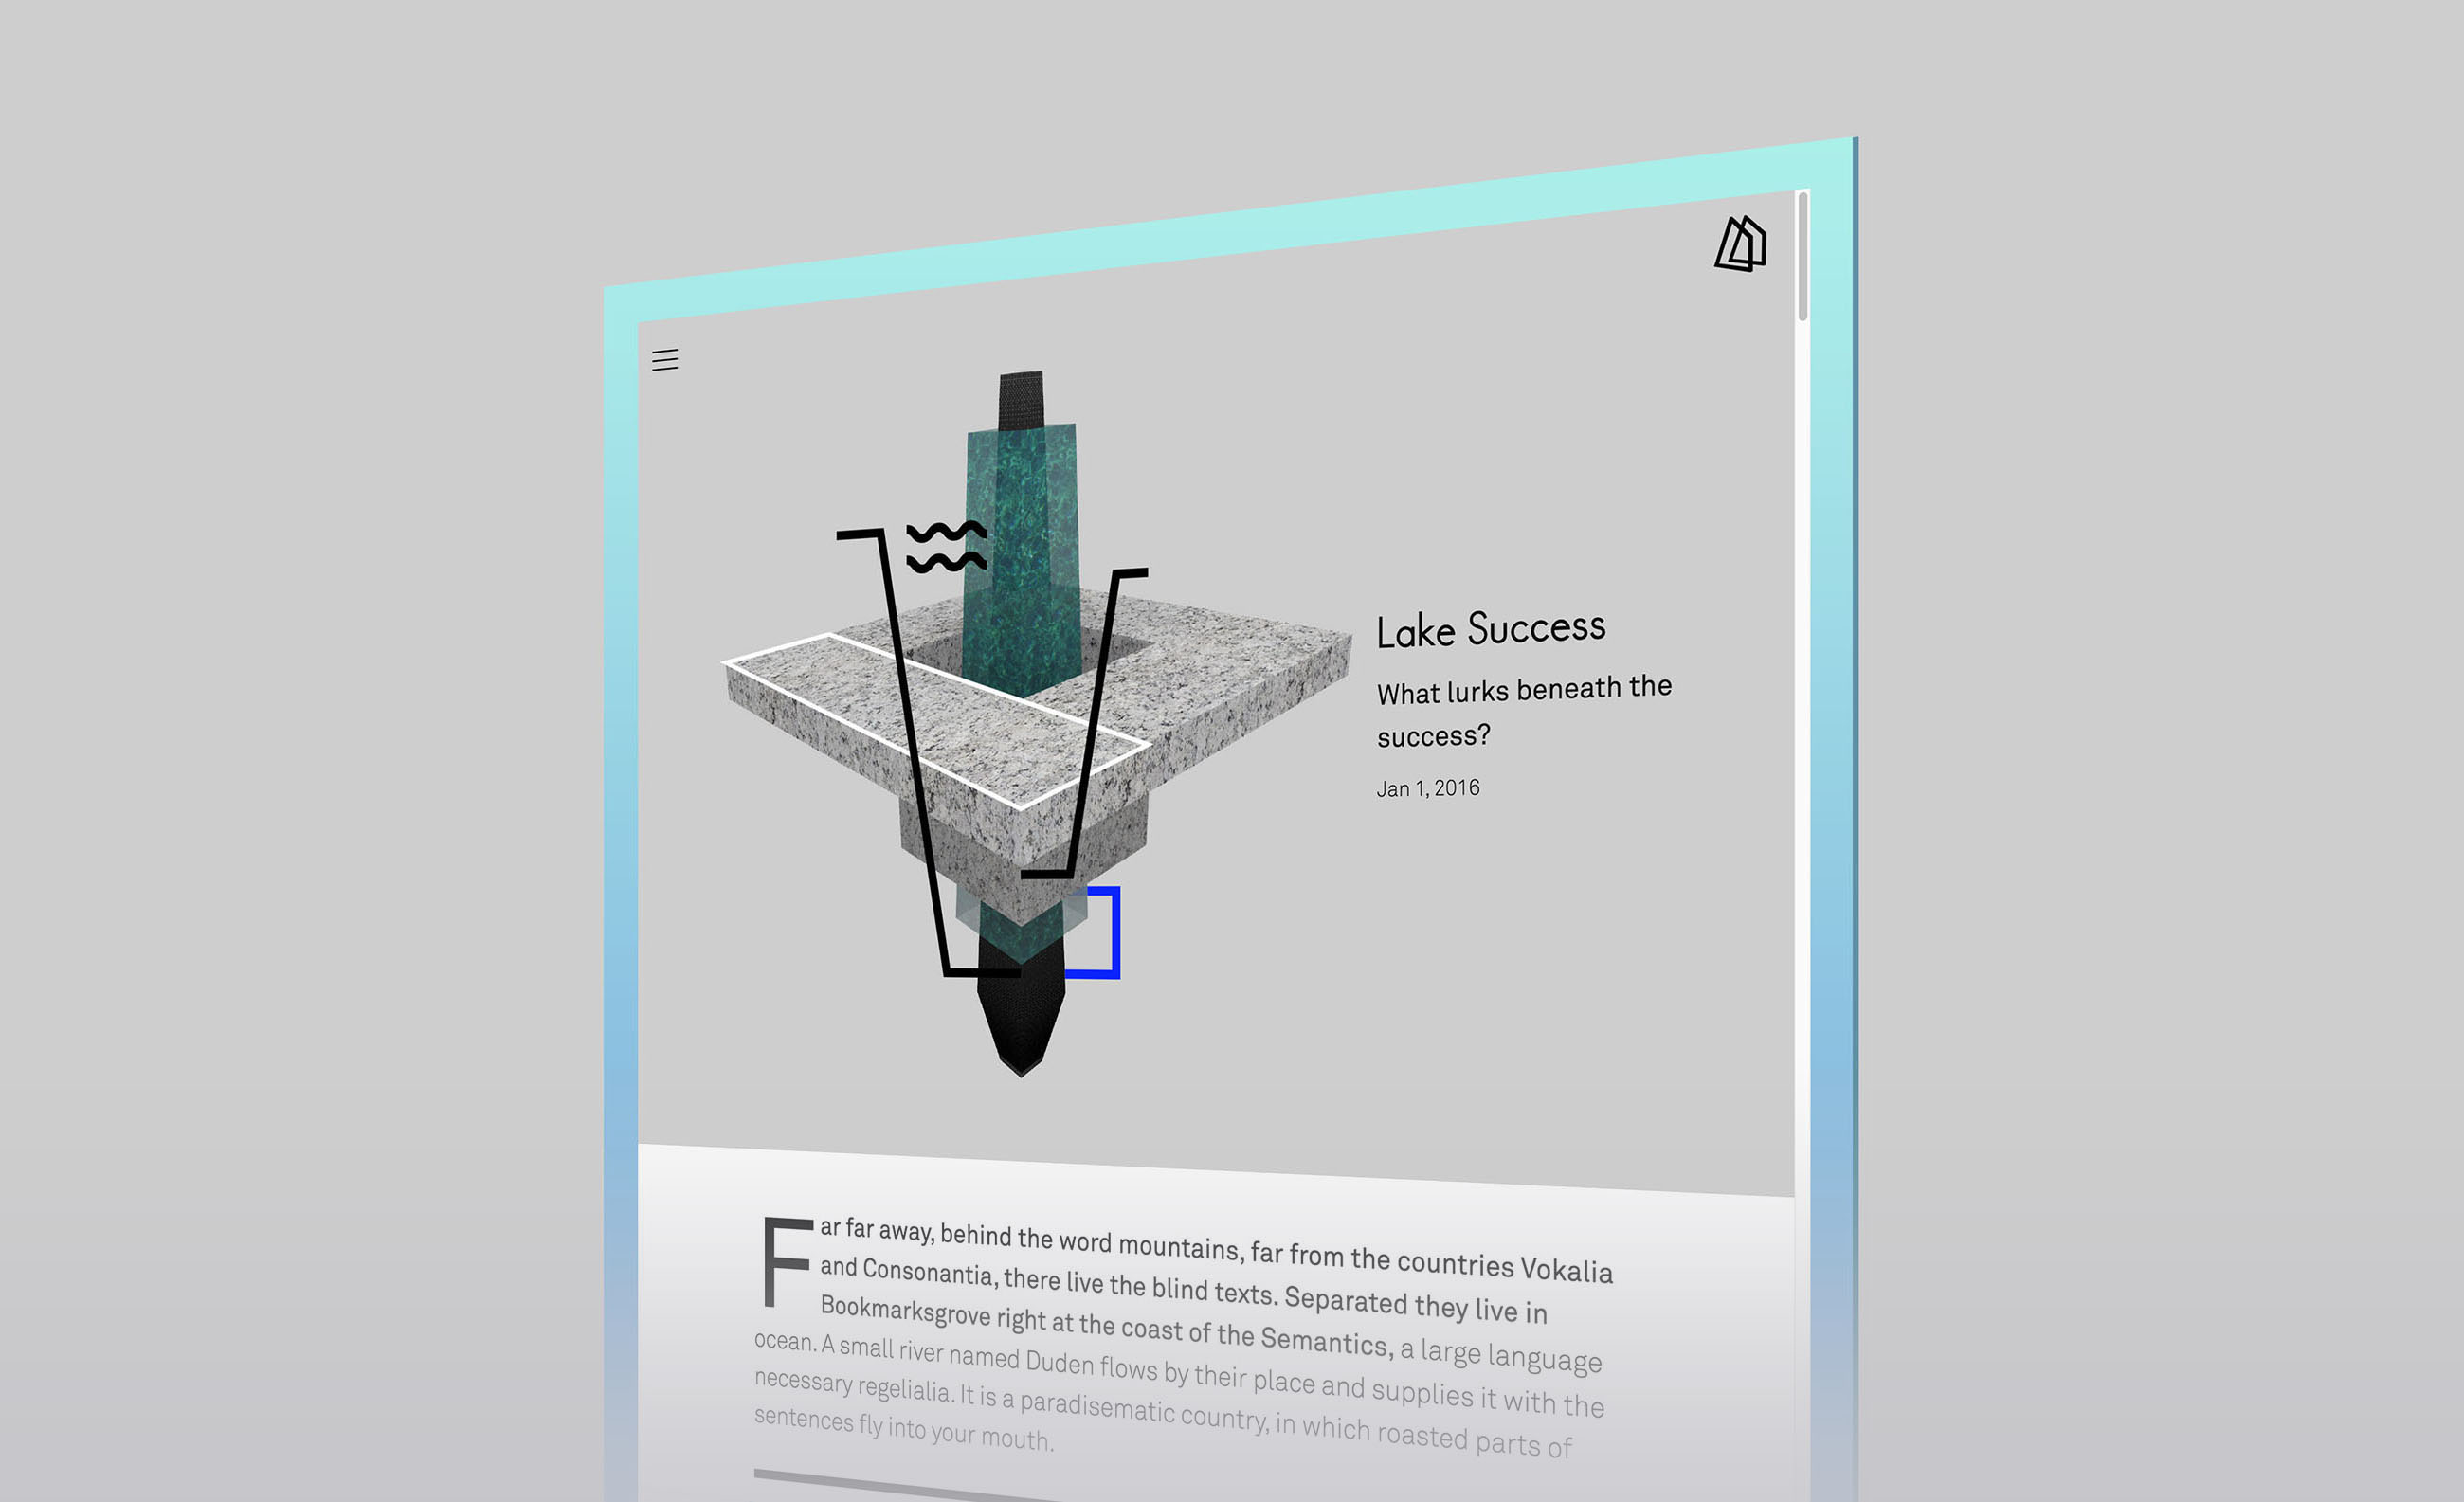 Lake Success
What lurks beneath the
success?
Jan 1, 2016
Far far away, behind the word mountains, far from the countries Vokalia
and Consonantia, there live the blind texts. Separated they live in
Bookmarksgrove right at the coast of the Semantics, a large language
ocean. A small river named Duden flows by their place and supplies it with the
necessary regelialia. It is a paradisematic country, in which roasted parts of
sentences fly into your mouth.